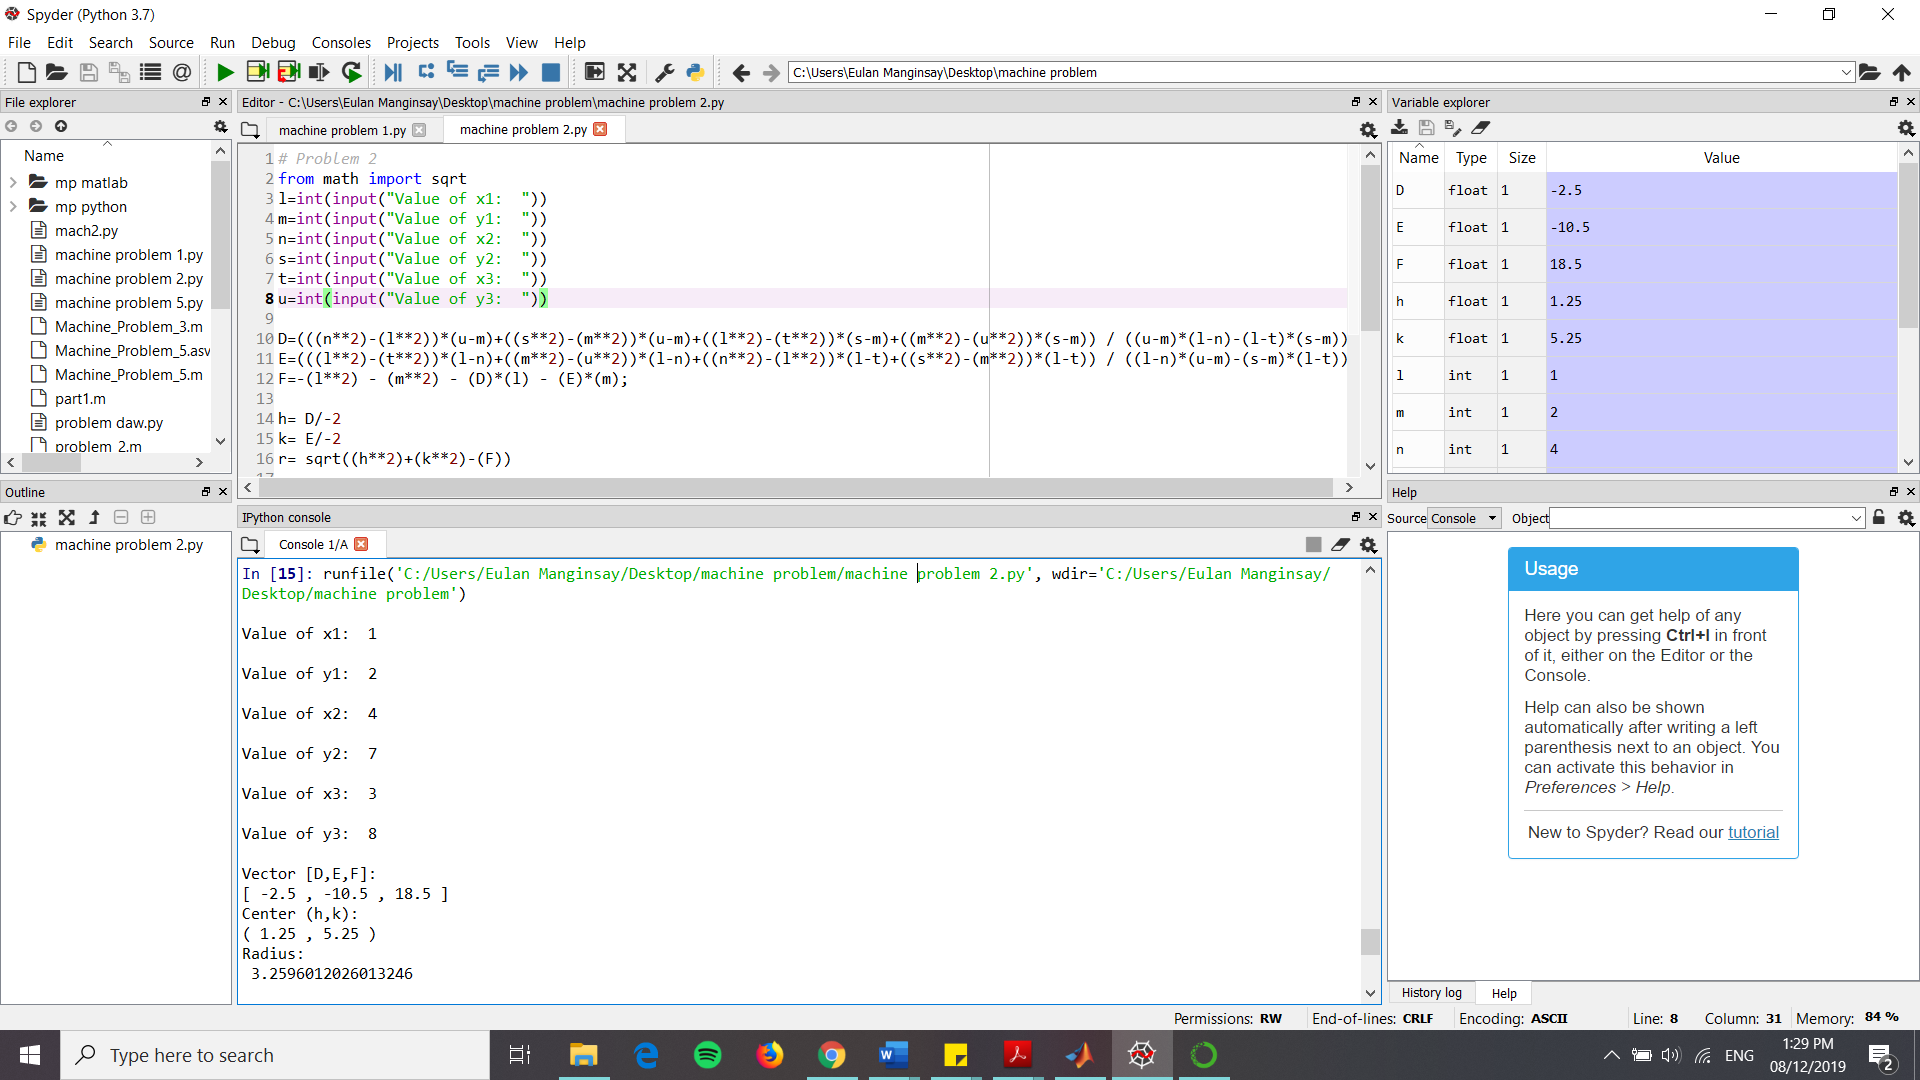 Spyder (Python 3.7)
File Edit Search Source Run Debug Consoles Projects Tools View Help
C:\Users\Eulan Manginsay\Desktop\machine problem
File explorer
Name
mp matlab
mp python
mach2.py
machine problem 1.py
machine problem 2.py
machine problem 5.py
Machine_Problem_3.m
Machine_Problem_5.asv
Machine_Problem_5.m
part1.m
problem daw.py
problem 2.m
Outline
machine problem 2.py
Editor - C:\Users\Eulan Manginsay\Desktop\machine problem\machine problem 2.py
machine problem 1.py machine problem 2.py
1 # Problem 2
2 from math import sqrt
3 l=int(input("Value of x1:  "))
4 m=int(input("Value of y1:  "))
5 n=int(input("Value of x2:  "))
6 s=int(input("Value of y2:  "))
7 t=int(input("Value of x3:  "))
8 u=int(input("Value of y3:  "))
9
10 D=(((n**2)-(l**2))*(u-m)+((s**2)-(m**2))*(u-m)+((l**2)-(t**2))*(s-m)+((m**2)-(u**2))*(s-m)) / ((u-m)*(l-n)-(l-t)*(s-m))
11 E=(((l**2)-(t**2))*(l-n)+((m**2)-(u**2))*(l-n)+((n**2)-(l**2))*(l-t)+((s**2)-(m**2))*(l-t)) / ((l-n)*(u-m)-(s-m)*(l-t))
12 F=-(l**2) - (m**2) - (D)*(l) - (E)*(m);
13
14 h= D/-2
15 k= E/-2
16 r= sqrt((h**2)+(k**2)-(F))
IPython console
Console 1/A
In [15]: runfile('C:/Users/Eulan Manginsay/Desktop/machine problem/machine problem 2.py', wdir='C:/Users/Eulan Manginsay/
Desktop/machine problem')
Value of x1:  1
Value of y1:  2
Value of x2:  4
Value of y2:  7
Value of x3:  3
Value of y3:  8
Vector [D,E,F]:
[ -2.5 , -10.5 , 18.5 ]
Center (h,k):
( 1.25 , 5.25 )
Radius:
3.2596012026013246
Variable explorer
Name Type Size Value
D float 1 -2.5
E float 1 -10.5
F float 1 18.5
h float 1 1.25
k float 1 5.25
l int 1 1
m int 1 2
n int 1 4
Help
Source Console Object
Usage
Here you can get help of any
object by pressing Ctrl+I in front
of it, either on the Editor or the
Console.
Help can also be shown
automatically after writing a left
parenthesis next to an object. You
can activate this behavior in
Preferences > Help.
New to Spyder? Read our tutorial
History log Help
Permissions: RW End-of-lines: CRLF Encoding: ASCII Line: 8 Column: 31 Memory: 84 %
Type here to search
ENG
1:29 PM
08/12/2019
2